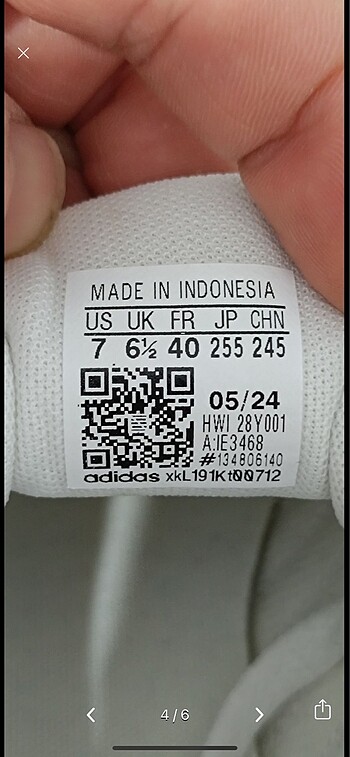 MADE IN INDONESIA
US UK FR JP CHN
7 6½ 40 255 245
05/24
HWI 28Y001
A:IE3468
#134806140
adidas xkL191Kt00712
4/6